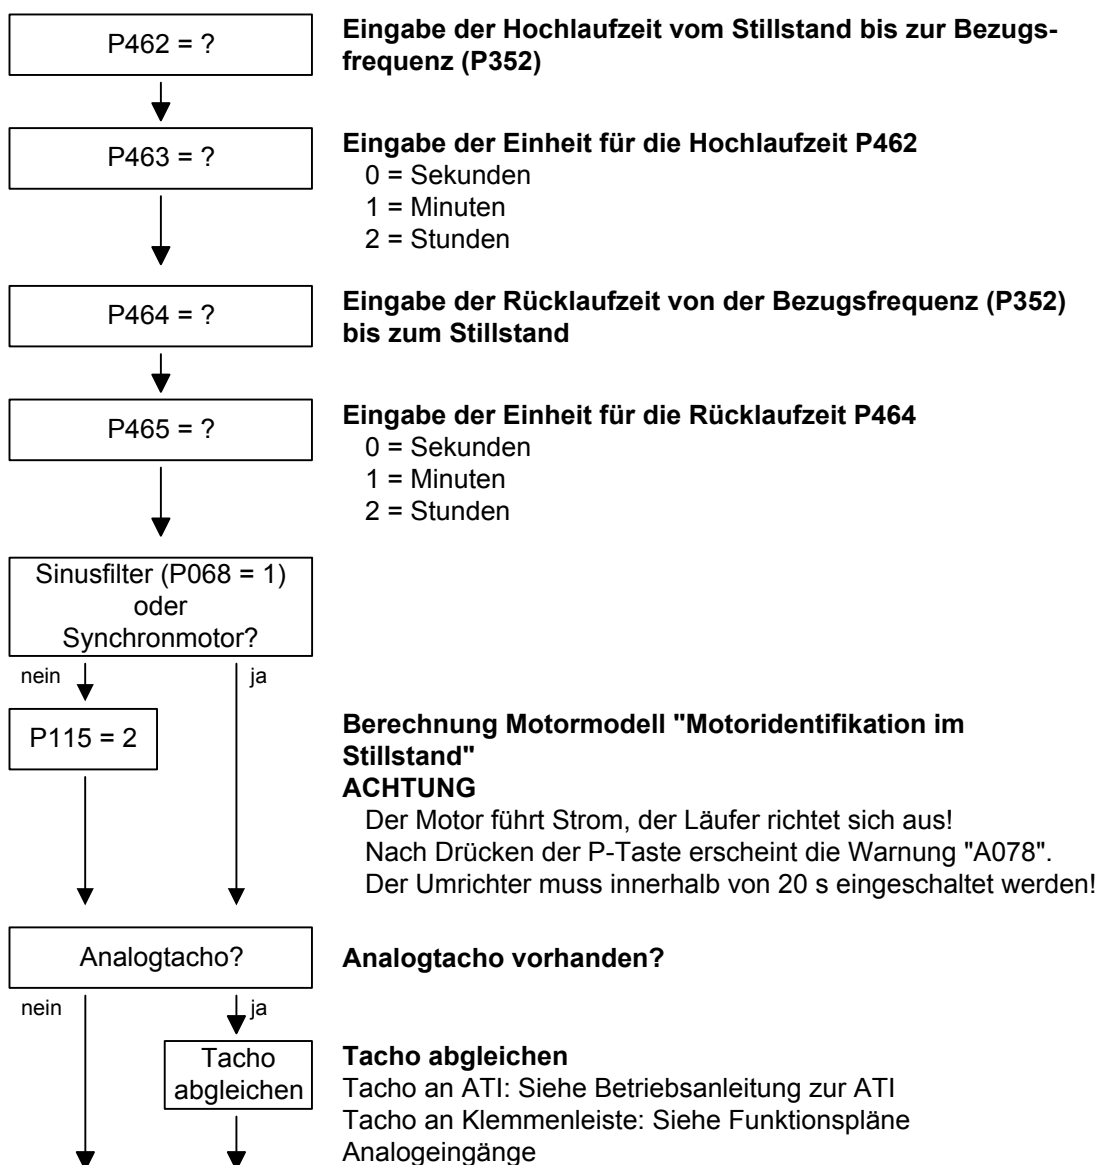 P462 = ?
Eingabe der Hochlaufzeit vom Stillstand bis zur Bezugs-
frequenz (P352)
P463 = ?
Eingabe der Einheit für die Hochlaufzeit P462
0 = Sekunden
1 = Minuten
2 = Stunden
P464 = ?
Eingabe der Rücklaufzeit von der Bezugsfrequenz (P352)
bis zum Stillstand
P465 = ?
Eingabe der Einheit für die Rücklaufzeit P464
0 = Sekunden
1 = Minuten
2 = Stunden
Sinusfilter (P068 = 1)
oder
Synchronmotor?
nein
ja
P115 = 2
Berechnung Motormodell "Motoridentifikation im
Stillstand"
ACHTUNG
Der Motor führt Strom, der Läufer richtet sich aus!
Nach Drücken der P-Taste erscheint die Warnung "A078".
Der Umrichter muss innerhalb von 20 s eingeschaltet werden!
Analogtacho?
Analogtacho vorhanden?
nein
ja
Tacho
abgleichen
Tacho abgleichen
Tacho an ATI: Siehe Betriebsanleitung zur ATI
Tacho an Klemmenleiste: Siehe Funktionspläne
Analogeingänge